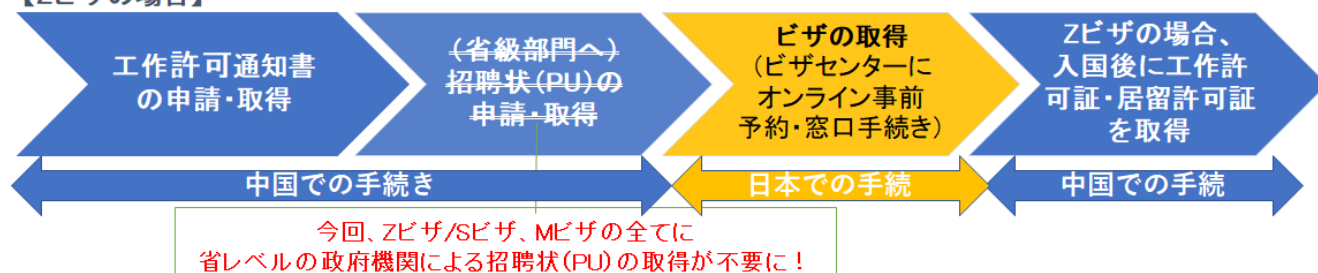 【Zビザの場合】
工作許可通知書
の申請・取得
（省級部門へ）
招聘状（PU）の
申請・取得
ビザの取得
（ビザセンターに
オンライン事前
予約・窓口手続き）
Zビザの場合、
入国後に工作許
可証・居留許可証
を取得
中国での手続き
日本での手続
中国での手続
今回、Zビザ/Sビザ、Mビザの全てに
省レベルの政府機関による招聘状（PU）の取得が不要に！